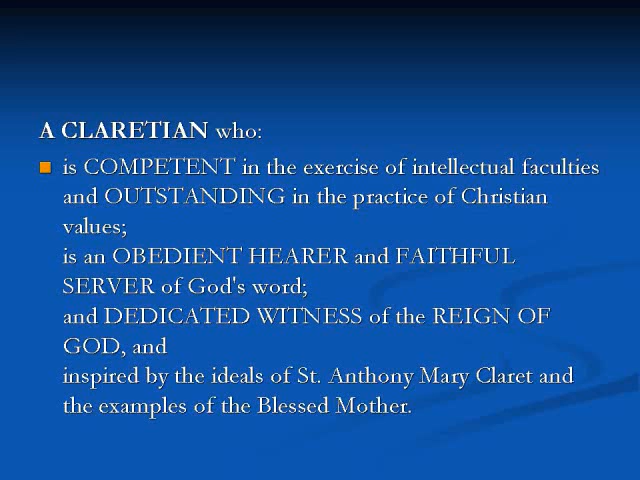 A CLARETIAN who:
is COMPETENT in the exercise of intellectual faculties
and OUTSTANDING in the practice of Christian
values;
is an OBEDIENT HEARER and FAITHFUL
SERVER of God's word;
and DEDICATED WITNESS of the REIGN OF
GOD, and
inspired by the ideals of St. Anthony Mary Claret and
the examples of the Blessed Mother.